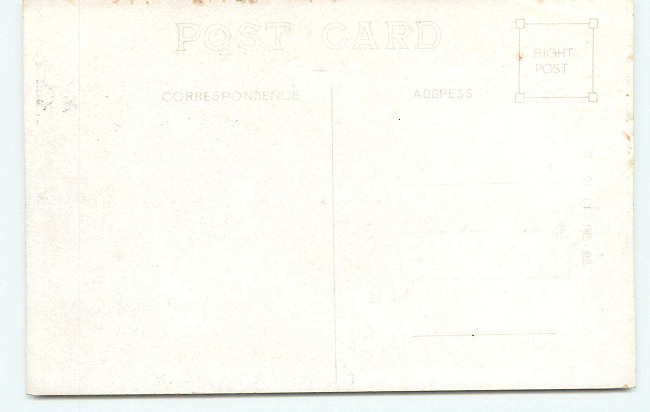 POST CARD
RIGHT
POST
CORRESPONDENCE
ADDRESS